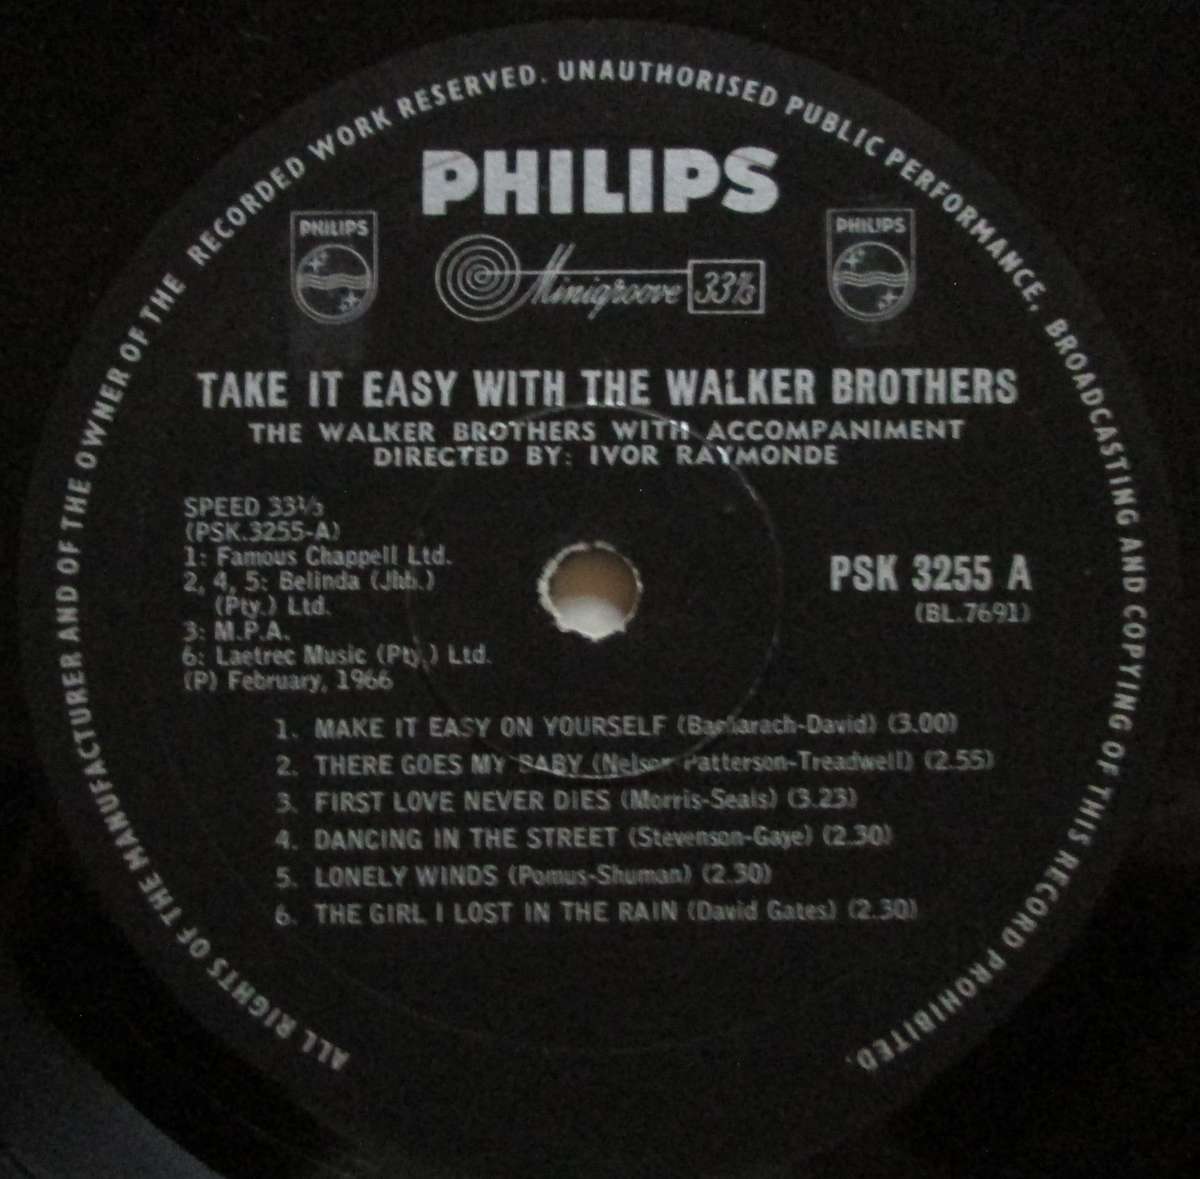 ALL RIGHTS OF THE MANUFACTURER AND OF THE OWNER OF THE RECORDED WORK RESERVED. UNAUTHORISED PUBLIC PERFORMANCE, BROADCASTING AND COPYING OF THIS RECORD PROHIBITED.
PHILIPS
PHILIPS
PHILIPS
Minigroove 33⅓
TAKE IT EASY WITH THE WALKER BROTHERS
THE WALKER BROTHERS WITH ACCOMPANIMENT
DIRECTED BY: IVOR RAYMONDE
SPEED 33⅓
(PSK.3255-A)
1: Famous Chappell Ltd.
2, 4, 5: Belinda (Jhb.)
(Pty.) Ltd.
3: M.P.A.
6: Laetrec Music (Pty.) Ltd.
(P) February, 1966
PSK 3255 A
(BL.7691)
1. MAKE IT EASY ON YOURSELF (Bacharach-David) (3.00)
2. THERE GOES MY BABY (Nelson Patterson-Treadwell) (2.55)
3. FIRST LOVE NEVER DIES (Morris-Seals) (3.23)
4. DANCING IN THE STREET (Stevenson-Gaye) (2.30)
5. LONELY WINDS (Pomus-Shuman) (2.30)
6. THE GIRL I LOST IN THE RAIN (David Gates) (2.30)